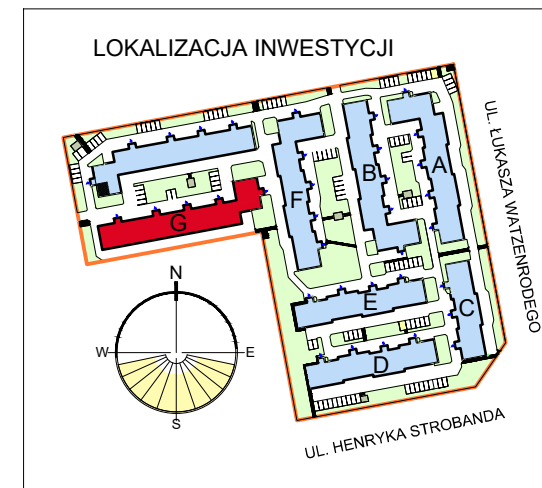 LOKALIZACJA INWESTYCJI
UL. ŁUKASZA WATZENRODEGO
A
B
F
G
E
C
D
N
W
E
S
UL. HENRYKA STROBANDA